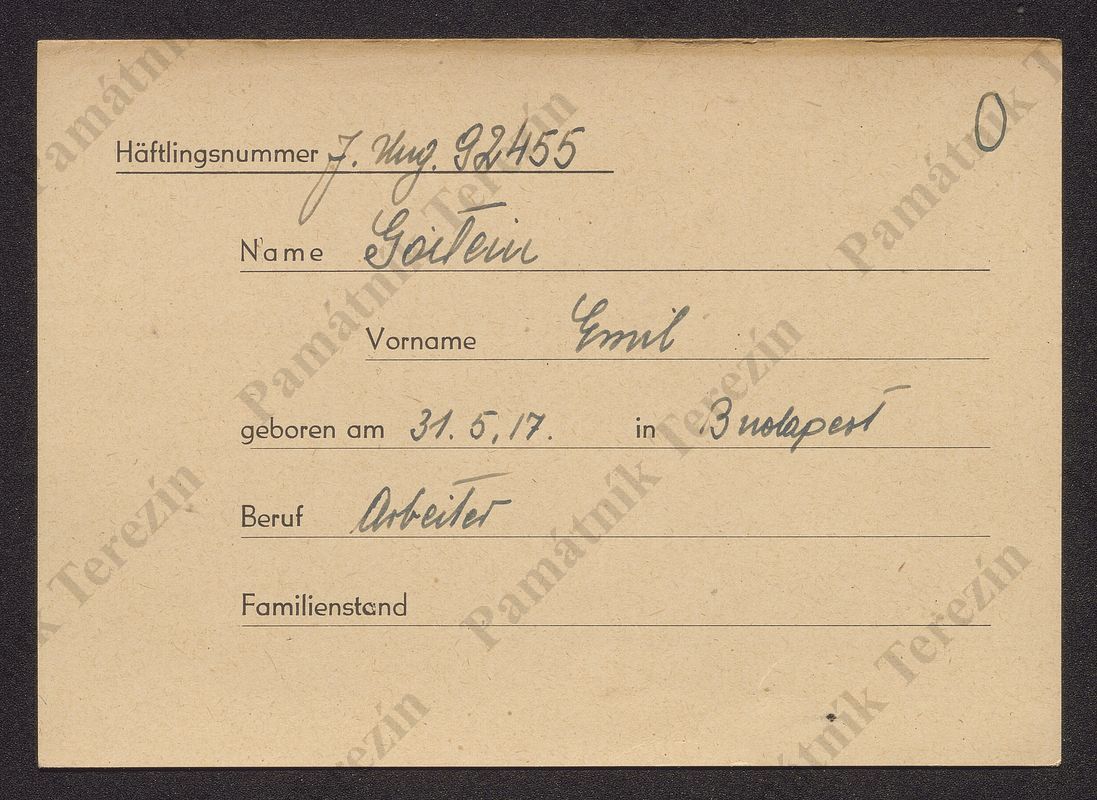 O
Häftlingsnummer J. Ung. 92455
Name Goitein
Vorname Emil
geboren am 31. 5. 17. in Budapest
Beruf Arbeiter
Familienstand
Památník Terezín